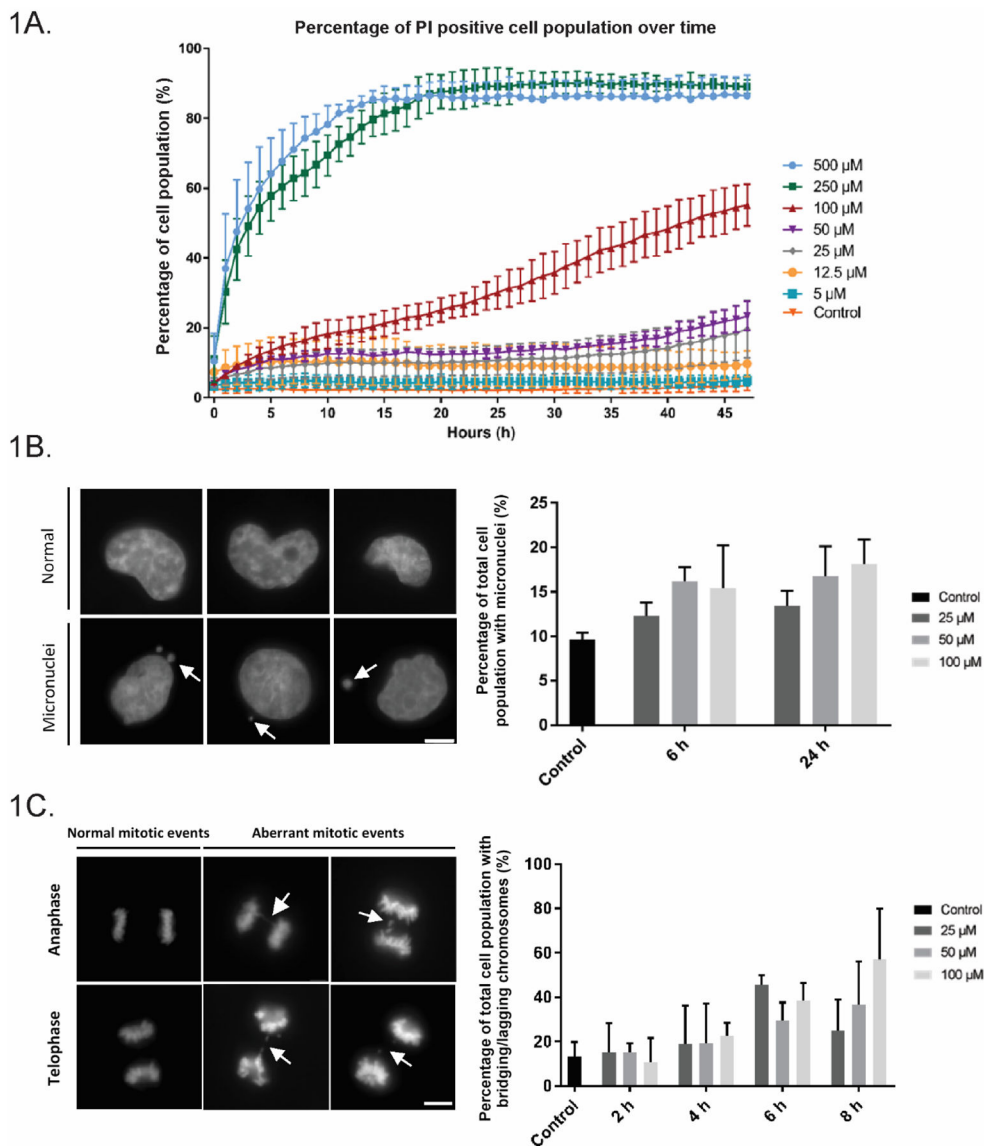 1A.
Percentage of PI positive cell population over time
Percentage of cell population (%)
100
80
60
40
20
0
0 5 10 15 20 25 30 35 40 45
Hours (h)
500 µM
250 µM
100 µM
50 µM
25 µM
12.5 µM
5 µM
Control
1B.
Normal
Micronuclei
Percentage of total cell
population with micronuclei (%)
25
20
15
10
5
0
Control
6 h
24 h
Control
25 µM
50 µM
100 µM
1C.
Normal mitotic events
Aberrant mitotic events
Anaphase
Telophase
Percentage of total cell population with
bridging/lagging chromosomes (%)
100
80
60
40
20
0
Control
2 h
4 h
6 h
8 h
Control
25 µM
50 µM
100 µM